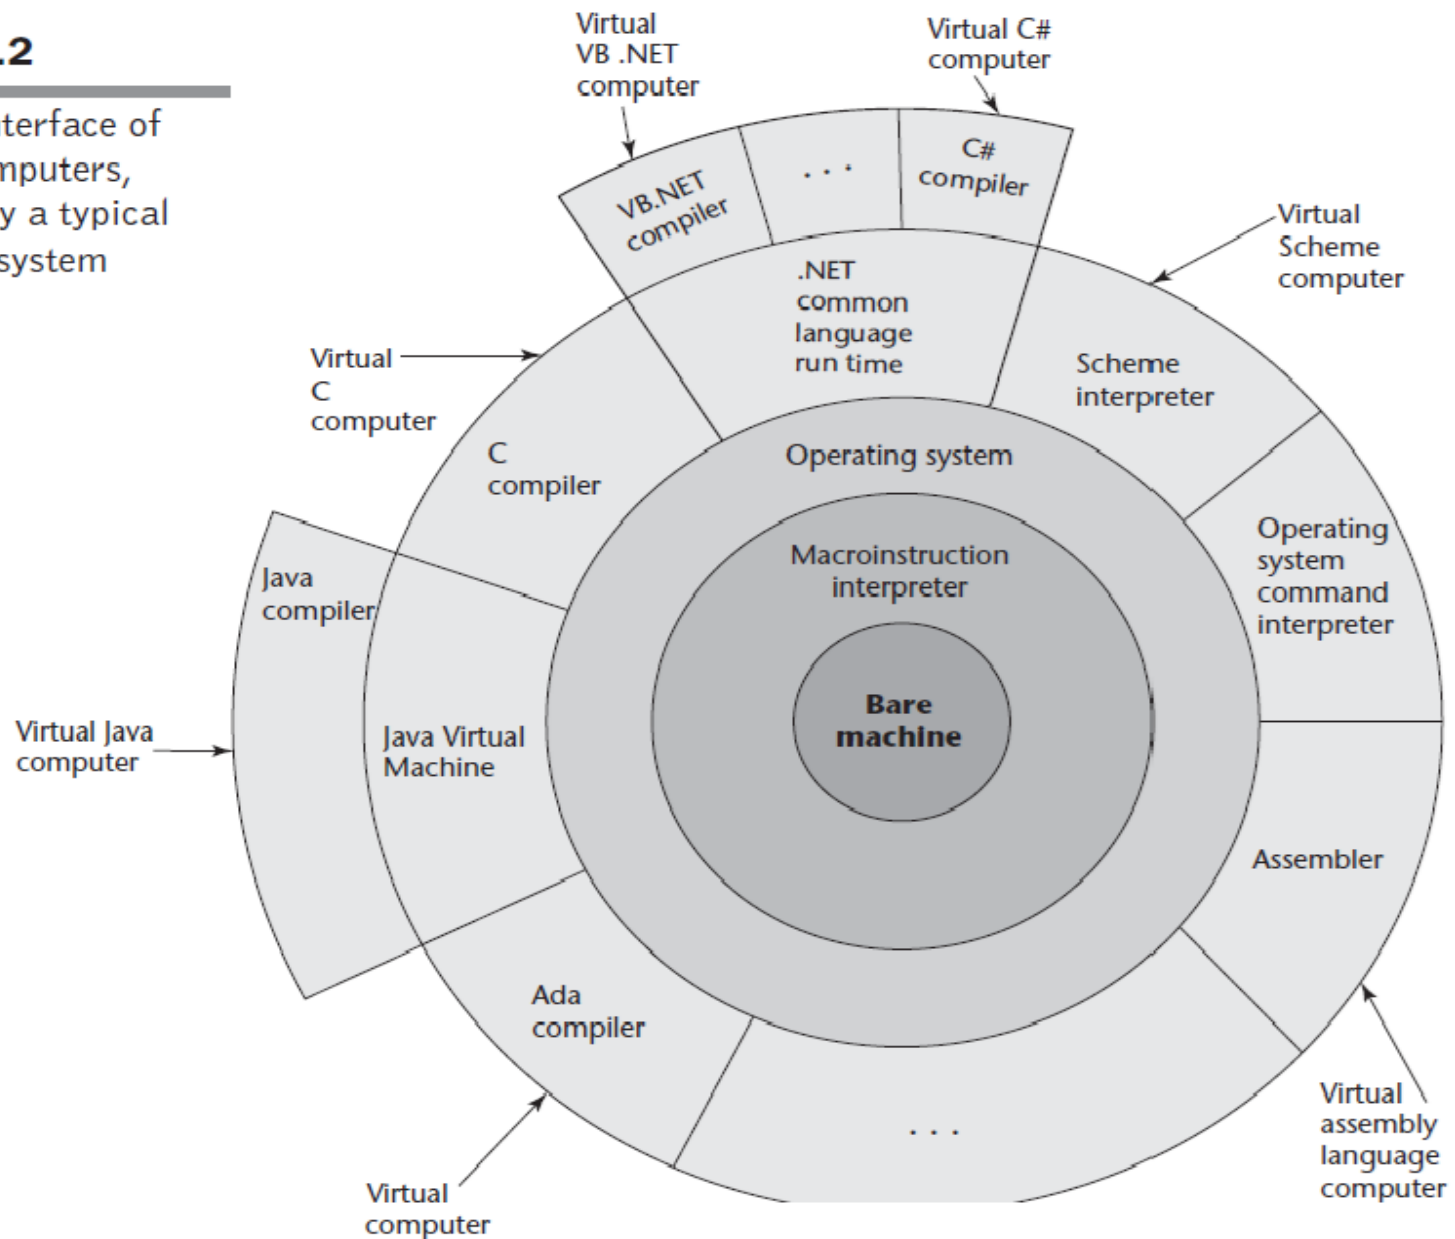 .2
terface of
mputers,
y a typical
system
Virtual
VB .NET
computer
Virtual C#
computer
VB.NET
compiler
. . .
C#
compiler
.NET
common
language
run time
Virtual
Scheme
computer
Scheme
interpreter
Virtual
C
computer
C
compiler
Operating system
Operating
system
command
interpreter
Macroinstruction
interpreter
Java
compiler
Bare
machine
Java Virtual
Machine
Virtual Java
computer
Assembler
Ada
compiler
. . .
Virtual
computer
Virtual
assembly
language
computer